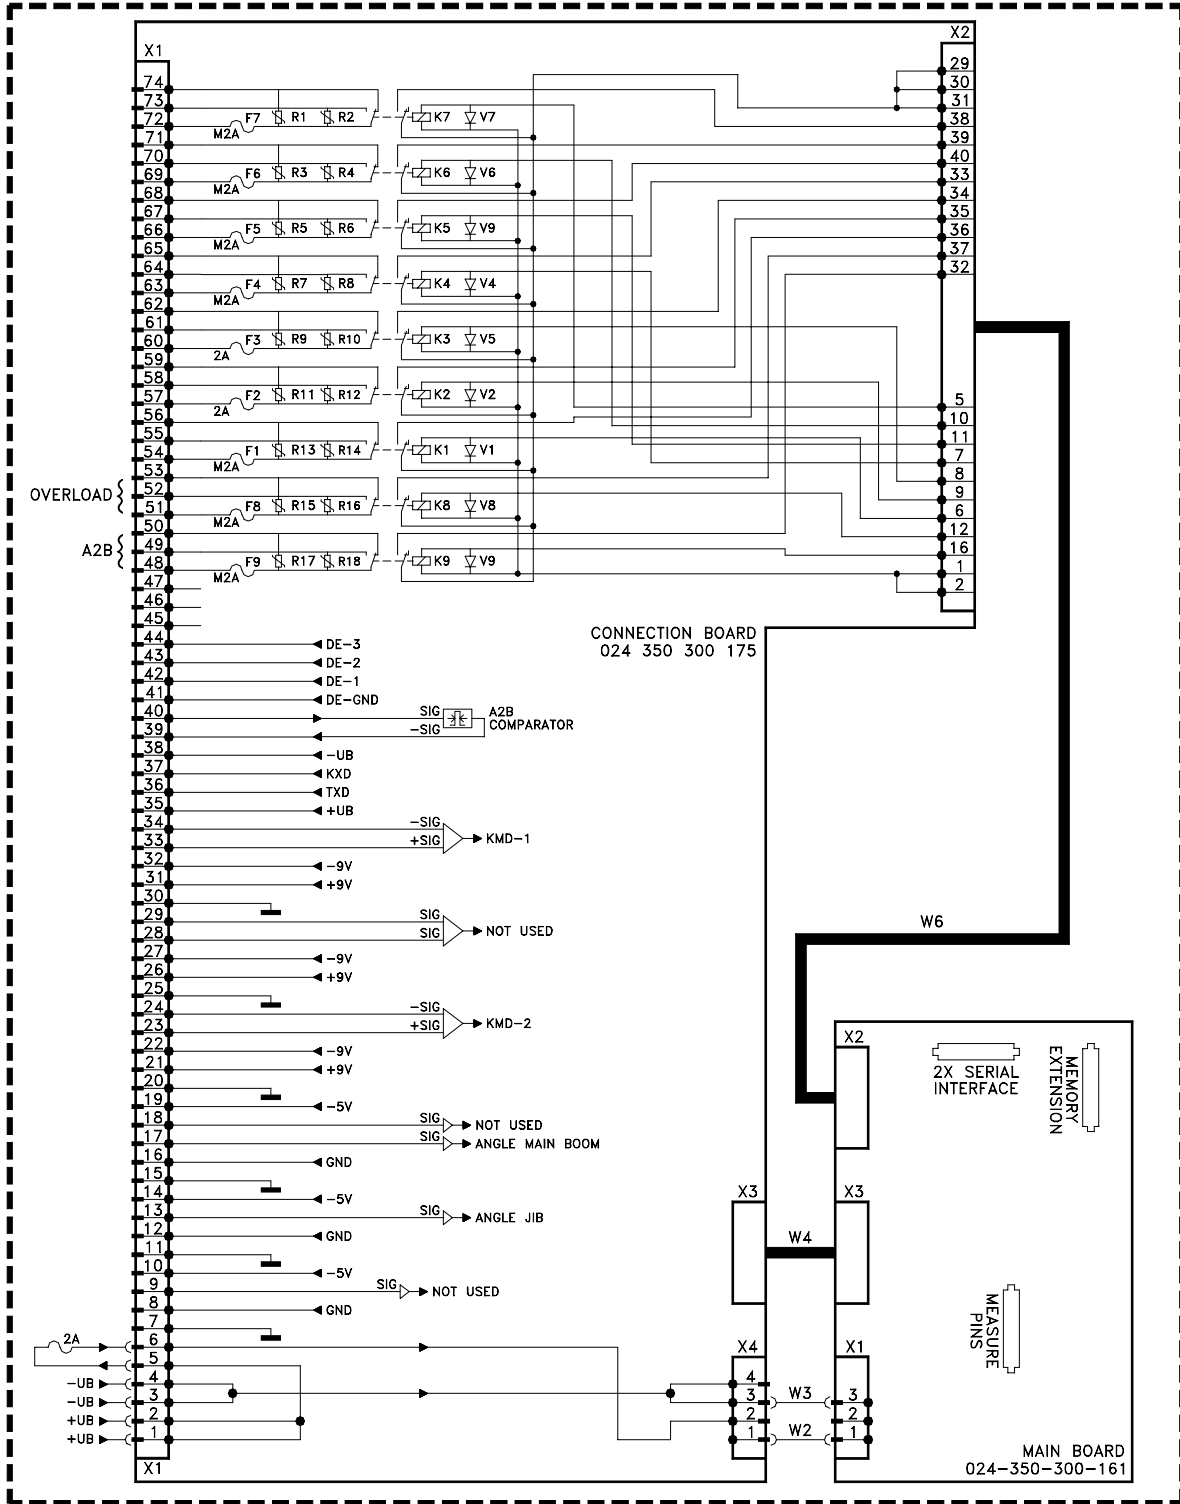 X1
X2
74
73
72
71
70
69
68
67
66
65
64
63
62
61
60
59
58
57
56
55
54
53
52
51
50
49
48
47
46
45
44
43
42
41
40
39
38
37
36
35
34
33
32
31
30
29
28
27
26
25
24
23
22
21
20
19
18
17
16
15
14
13
12
11
10
9
8
7
6
5
4
3
2
1
X1
F7 R1 R2 K7 V7
M2A
F6 R3 R4 K6 V6
M2A
F5 R5 R6 K5 V9
M2A
F4 R7 R8 K4 V4
M2A
F3 R9 R10 K3 V5
2A
F2 R11 R12 K2 V2
2A
F1 R13 R14 K1 V1
M2A
OVERLOAD
F8 R15 R16 K8 V8
M2A
A2B
F9 R17 R18 K9 V9
M2A
29
30
31
38
39
40
33
34
35
36
37
32
5
10
11
7
8
9
6
12
16
1
2
CONNECTION BOARD
024 350 300 175
DE-3
DE-2
DE-1
DE-GND
SIG
-SIG
A2B
COMPARATOR
-UB
KXD
TXD
+UB
-SIG
+SIG
KMD-1
-9V
+9V
SIG
SIG
NOT USED
-9V
+9V
-SIG
+SIG
KMD-2
-9V
+9V
-5V
SIG NOT USED
SIG ANGLE MAIN BOOM
GND
-5V
SIG ANGLE JIB
GND
-5V
SIG NOT USED
GND
2A
-UB
-UB
+UB
+UB
W6
X2
2X SERIAL
INTERFACE
MEMORY
EXTENSION
X3
X3
W4
MEASURE
PINS
X4
X1
4
3
2
1
W3
W2
3
2
1
MAIN BOARD
024-350-300-161